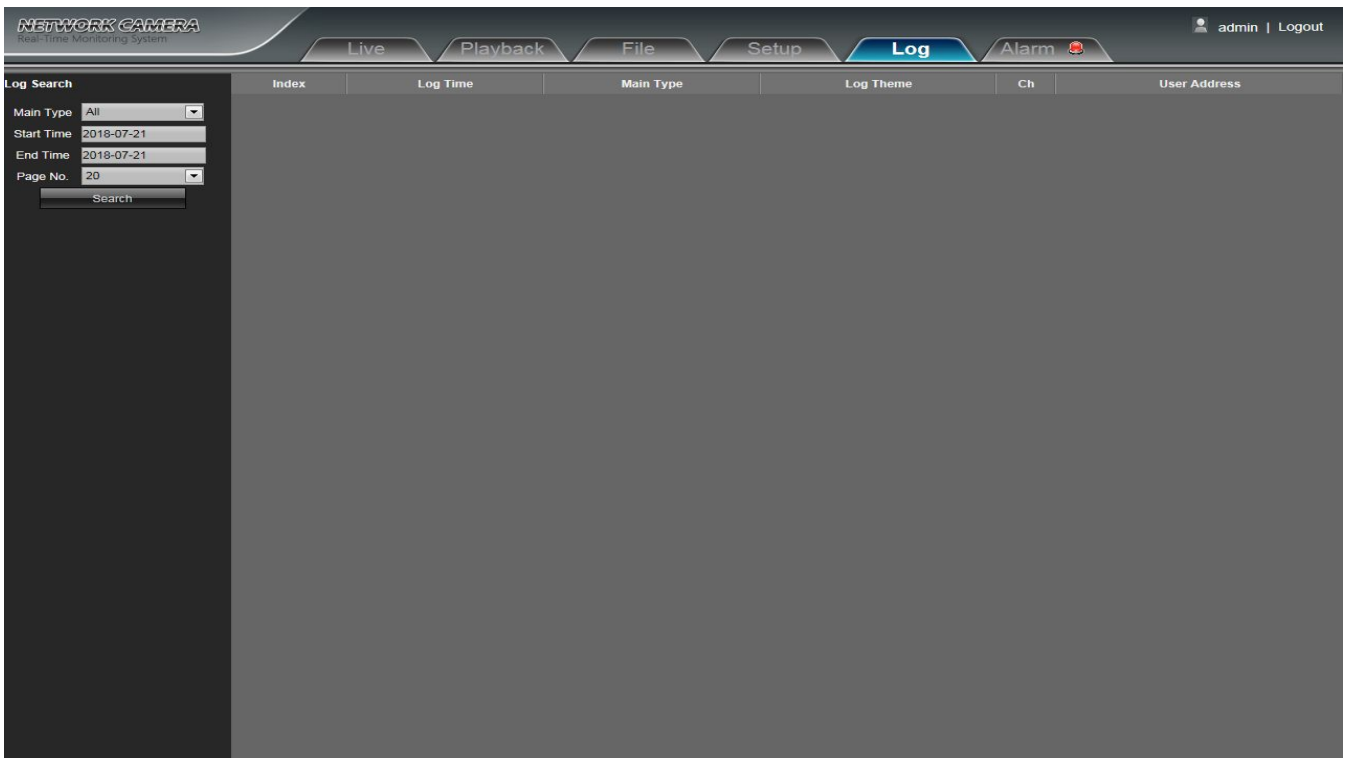 NETWORK CAMERA
Real-Time Monitoring System
Live Playback File Setup Log Alarm
admin | Logout
Log Search
Main Type All
Start Time 2018-07-21
End Time 2018-07-21
Page No. 20
Search
Index Log Time Main Type Log Theme Ch User Address